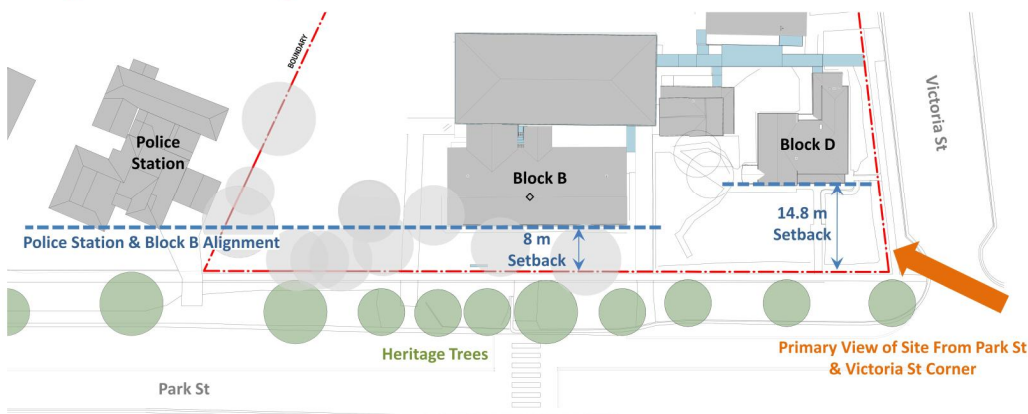 BOUNDARY
Police
Station
Block B
Block D
Victoria St
Police Station & Block B Alignment
8 m
Setback
14.8 m
Setback
Heritage Trees
Primary View of Site From Park St
& Victoria St Corner
Park St